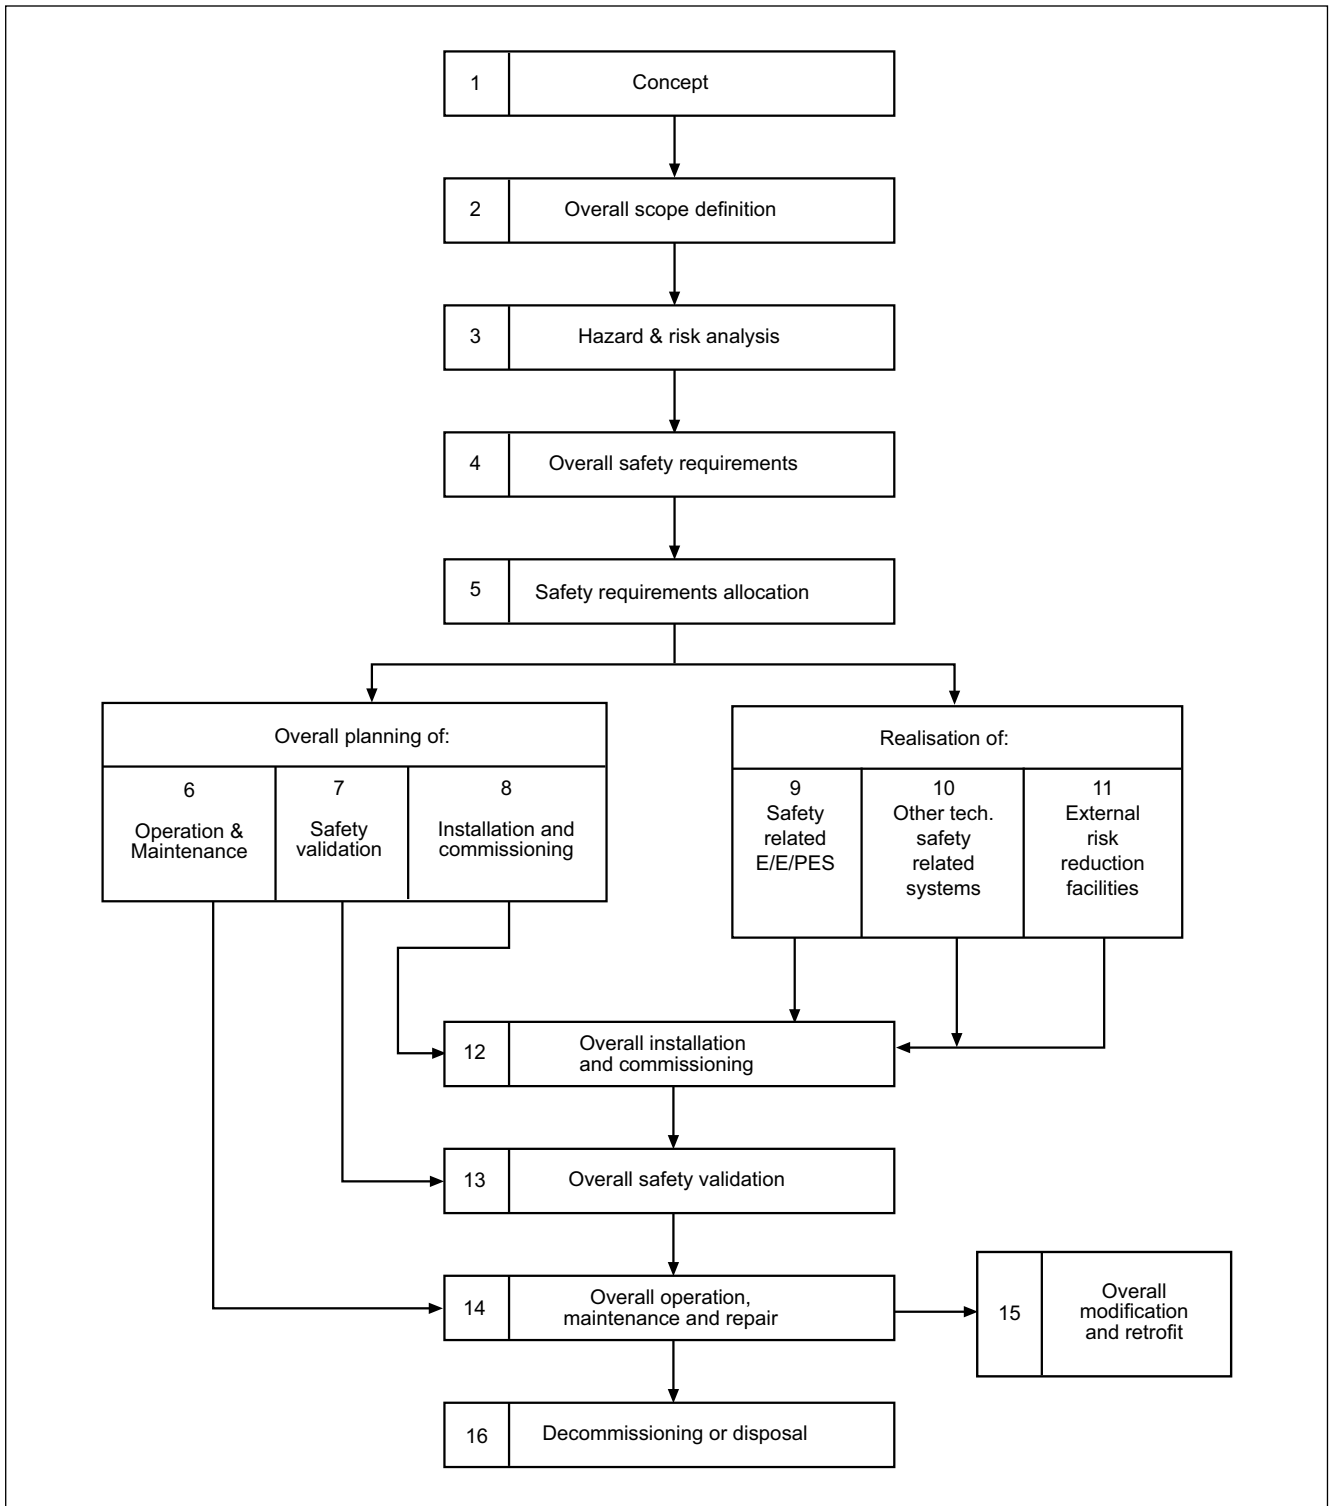 1
Concept
2
Overall scope definition
3
Hazard & risk analysis
4
Overall safety requirements
5
Safety requirements allocation
Overall planning of:
6
Operation &
Maintenance
7
Safety
validation
8
Installation and
commissioning
Realisation of:
9
Safety
related
E/E/PES
10
Other tech.
safety
related
systems
11
External
risk
reduction
facilities
12
Overall installation
and commissioning
13
Overall safety validation
14
Overall operation,
maintenance and repair
15
Overall
modification
and retrofit
16
Decommissioning or disposal